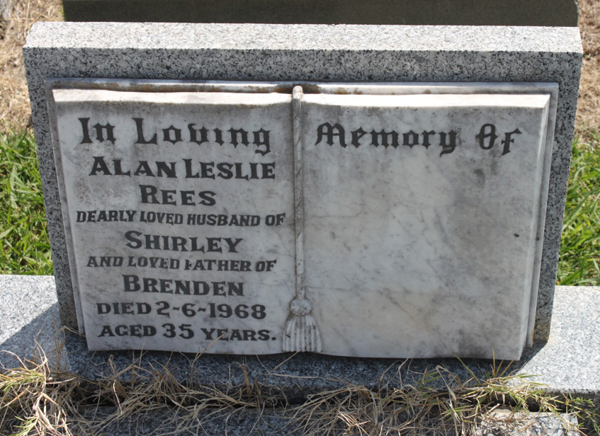 In Loving Memory Of
Alan Leslie
Rees
dearly loved husband of
Shirley
and loved father of
Brenden
died 2-6-1968
aged 35 years.